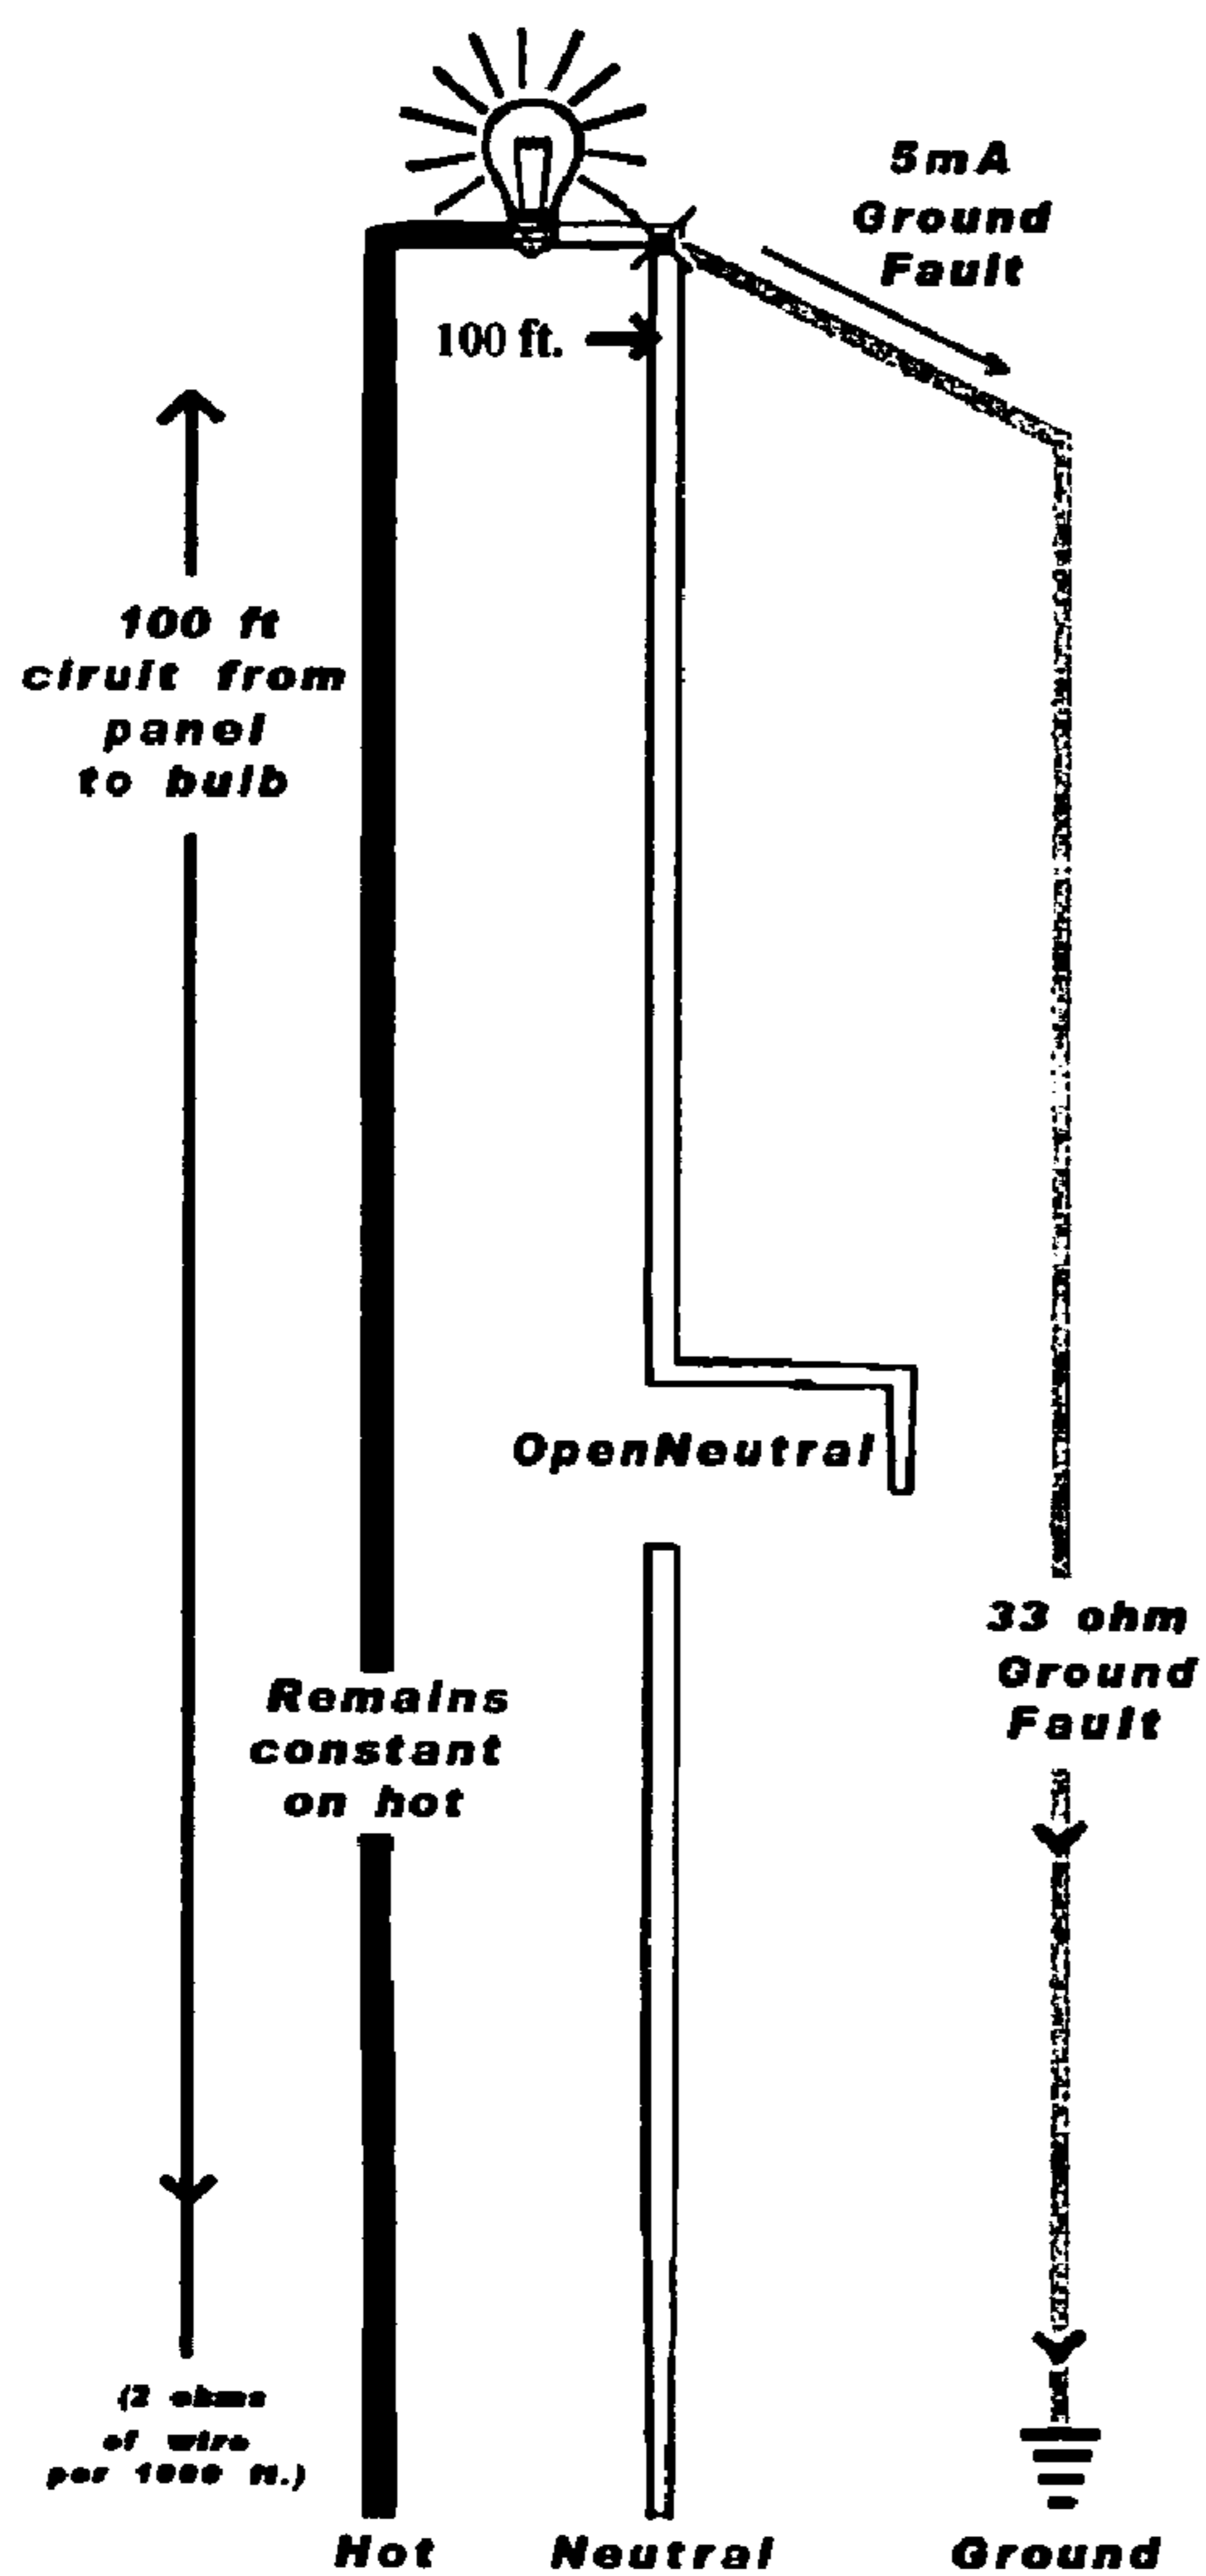 5mA
Ground
Fault
100 ft.
100 ft
ciruit from
panel
to bulb
OpenNeutral
33 ohm
Ground
Fault
Remains
constant
on hot
(2 ohms
of wire
per 1000 ft.)
Hot
Neutral
Ground